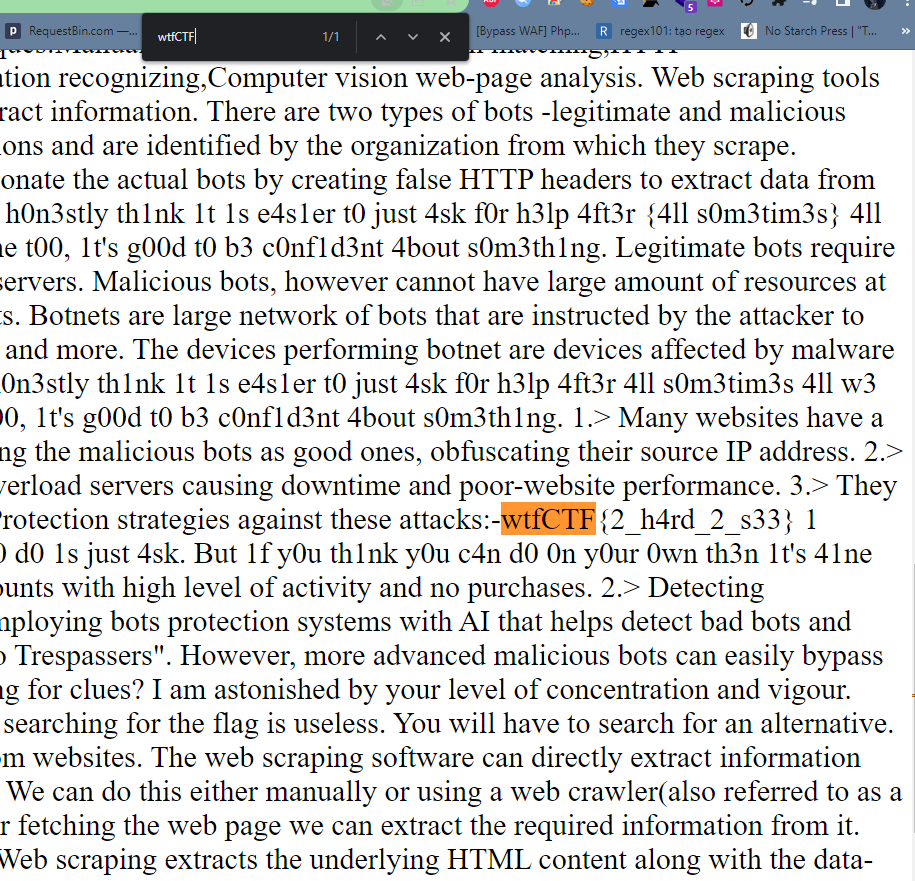 RequestBin.com —...
wtfCTF
1/1
[Bypass WAF] Php...
regex101: tạo regex
No Starch Press | "T...
»
ation recognizing,Computer vision web-page analysis. Web scraping tools
ract information. There are two types of bots -legitimate and malicious
ons and are identified by the organization from which they scrape.
onate the actual bots by creating false HTTP headers to extract data from
h0n3stly th1nk 1t 1s e4s1er t0 just 4sk f0r h3lp 4ft3r {4ll s0m3tim3s} 4ll
ne t00, 1t's g00d t0 b3 c0nf1d3nt 4bout s0m3th1ng. Legitimate bots require
servers. Malicious bots, however cannot have large amount of resources at
ts. Botnets are large network of bots that are instructed by the attacker to
and more. The devices performing botnet are devices affected by malware
0n3stly th1nk 1t 1s e4s1er t0 just 4sk f0r h3lp 4ft3r 4ll s0m3tim3s 4ll w3
00, 1t's g00d t0 b3 c0nf1d3nt 4bout s0m3th1ng. 1.> Many websites have a
ng the malicious bots as good ones, obfuscating their source IP address. 2.>
verload servers causing downtime and poor-website performance. 3.> They
Protection strategies against these attacks:-wtfCTF{2_h4rd_2_s33} 1
0 d0 1s just 4sk. But 1f y0u th1nk y0u c4n d0 0n y0ur 0wn th3n 1t's 41ne
ounts with high level of activity and no purchases. 2.> Detecting
mploying bots protection systems with AI that helps detect bad bots and
o Trespassers". However, more advanced malicious bots can easily bypass
ng for clues? I am astonished by your level of concentration and vigour.
searching for the flag is useless. You will have to search for an alternative.
om websites. The web scraping software can directly extract information
We can do this either manually or using a web crawler(also referred to as a
r fetching the web page we can extract the required information from it.
Web scraping extracts the underlying HTML content along with the data-